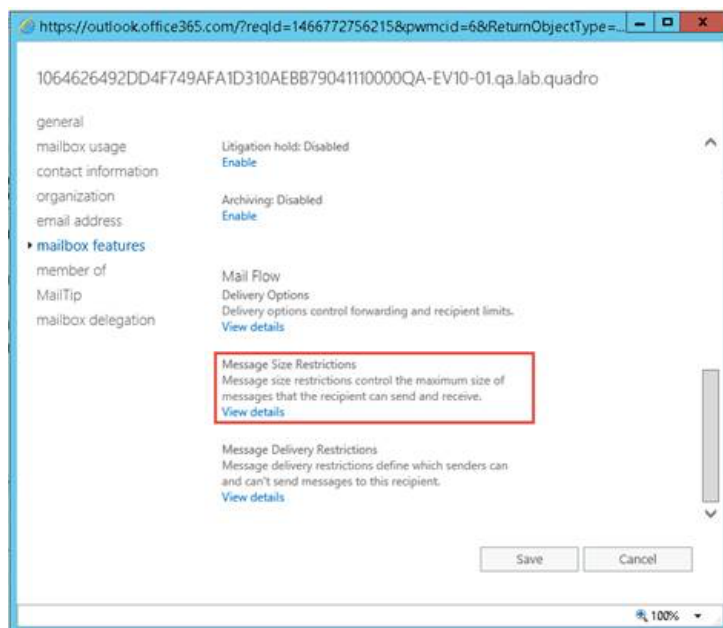 https://outlook.office365.com/?reqId=1466772756215&pwmcid=6&ReturnObjectType=...
1064626492DD4F749AFA1D310AEBB79041110000QA-EV10-01.qa.lab.quadro
general
mailbox usage
contact information
organization
email address
mailbox features
member of
MailTip
mailbox delegation
Litigation hold: Disabled
Enable
Archiving: Disabled
Enable
Mail Flow
Delivery Options
Delivery options control forwarding and recipient limits.
View details
Message Size Restrictions
Message size restrictions control the maximum size of
messages that the recipient can send and receive.
View details
Message Delivery Restrictions
Message delivery restrictions define which senders can
and can't send messages to this recipient.
View details
Save
Cancel
100%